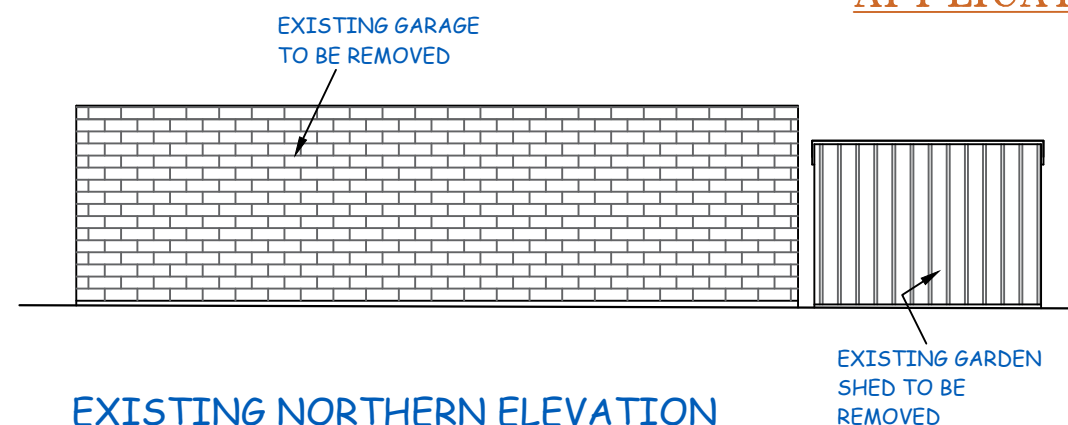 EXISTING GARAGE
TO BE REMOVED
EXISTING GARDEN
SHED TO BE
REMOVED
EXISTING NORTHERN ELEVATION